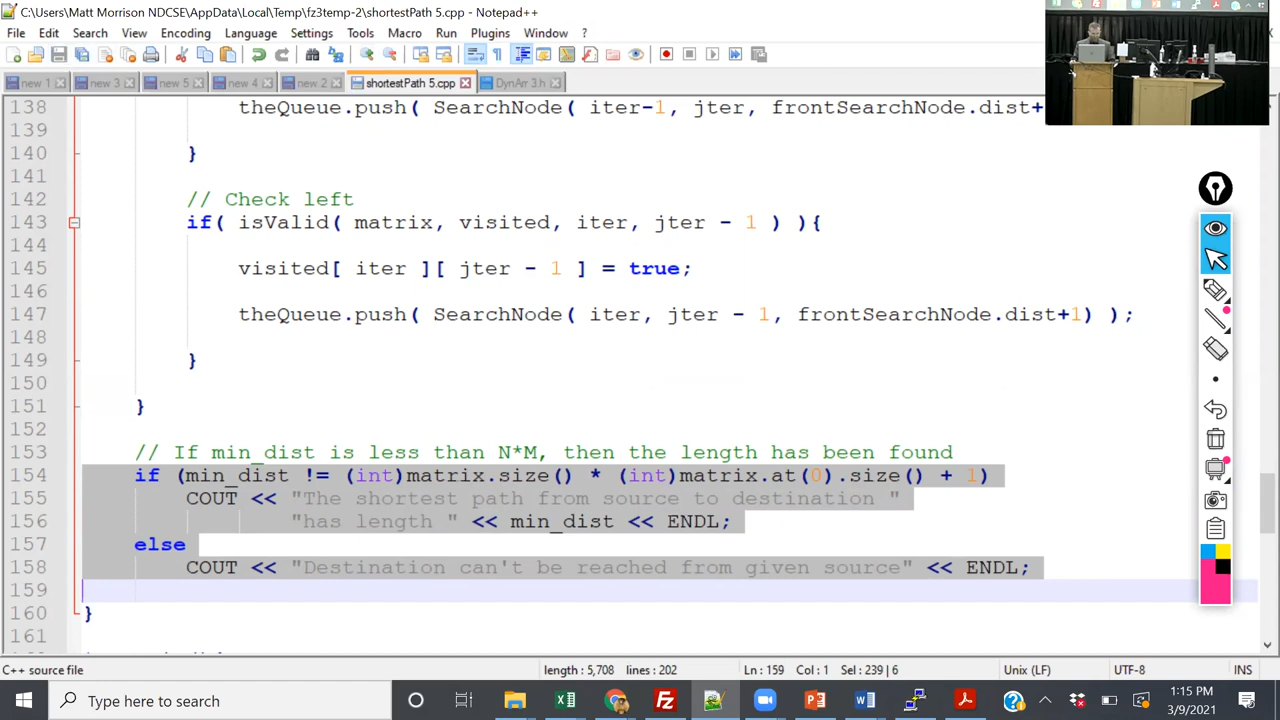 C:\Users\Matt Morrison NDCSE\AppData\Local\Temp\fz3temp-2\shortestPath 5.cpp - Notepad++
File Edit Search View Encoding Language Settings Tools Macro Run Plugins Window ?
new 1 new 3 new 5 new 4 new 2 shortestPath 5.cpp DynArr 3.h
138 theQueue.push( SearchNode( iter-1, jter, frontSearchNode.dist+
139
140 }
141
142 // Check left
143 if( isValid( matrix, visited, iter, jter - 1 ) ){
144
145 visited[ iter ][ jter - 1 ] = true;
146
147 theQueue.push( SearchNode( iter, jter - 1, frontSearchNode.dist+1) );
148
149 }
150
151 }
152
153 // If min_dist is less than N*M, then the length has been found
154 if (min_dist != (int)matrix.size() * (int)matrix.at(0).size() + 1)
155 COUT << "The shortest path from source to destination "
156 "has length " << min_dist << ENDL;
157 else
158 COUT << "Destination can't be reached from given source" << ENDL;
159
160 }
161
C++ source file length : 5,708 lines : 202 Ln : 159 Col : 1 Sel : 239 | 6 Unix (LF) UTF-8 INS
Type here to search
1:15 PM
3/9/2021